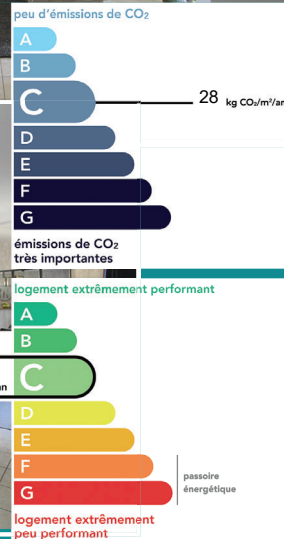 peu d'émissions de CO₂
A
B
C
28 kg CO₂/m²/an
D
E
F
G
émissions de CO₂
très importantes
logement extrêmement performant
A
B
an
C
D
E
F
G
passoire
énergétique
logement extrêmement
peu performant